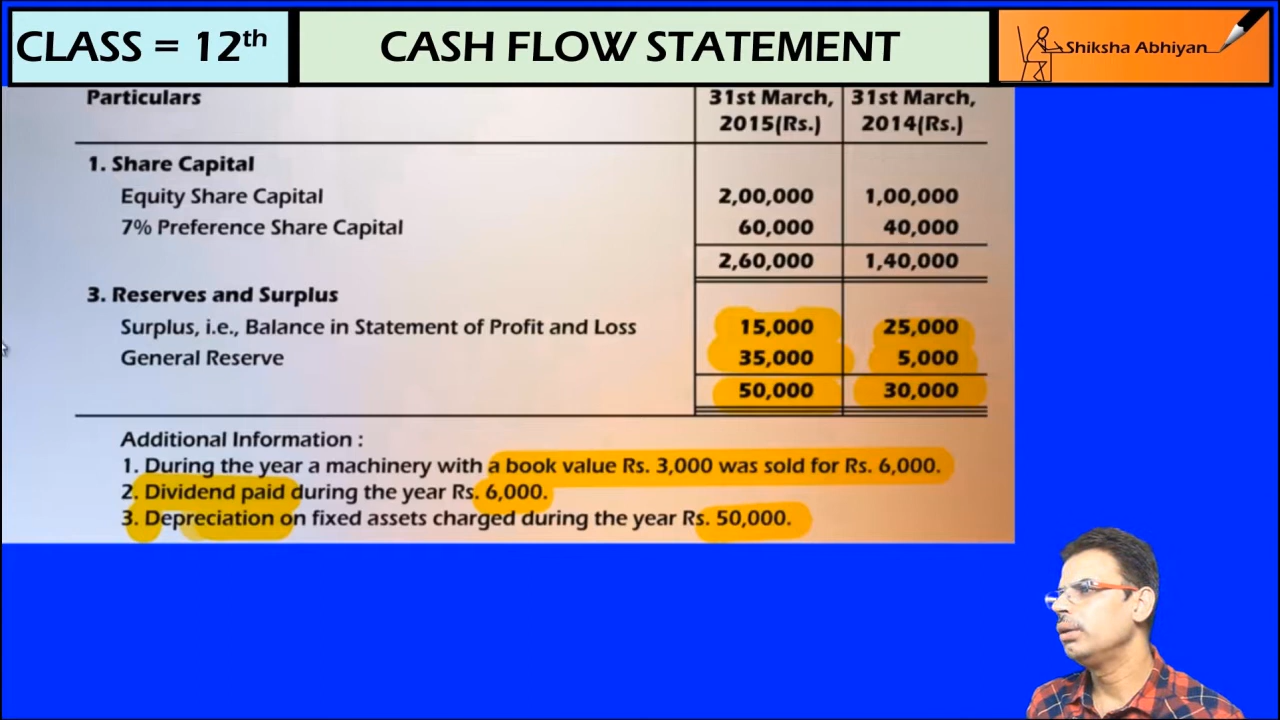 CLASS = 12th
CASH FLOW STATEMENT
Shiksha Abhiyan
Particulars 31st March, 2015(Rs.) 31st March, 2014(Rs.)
1. Share Capital
Equity Share Capital 2,00,000 1,00,000
7% Preference Share Capital 60,000 40,000
2,60,000 1,40,000
3. Reserves and Surplus
Surplus, i.e., Balance in Statement of Profit and Loss 15,000 25,000
General Reserve 35,000 5,000
50,000 30,000
Additional Information :
1. During the year a machinery with a book value Rs. 3,000 was sold for Rs. 6,000.
2. Dividend paid during the year Rs. 6,000.
3. Depreciation on fixed assets charged during the year Rs. 50,000.